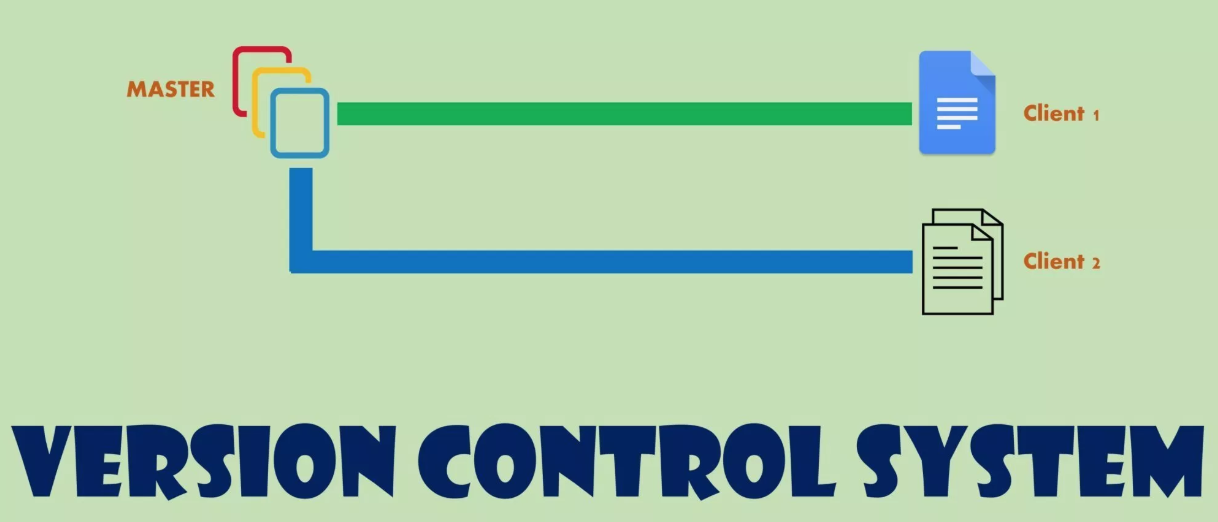 MASTER
Client 1
Client 2
VERSION CONTROL SYSTEM